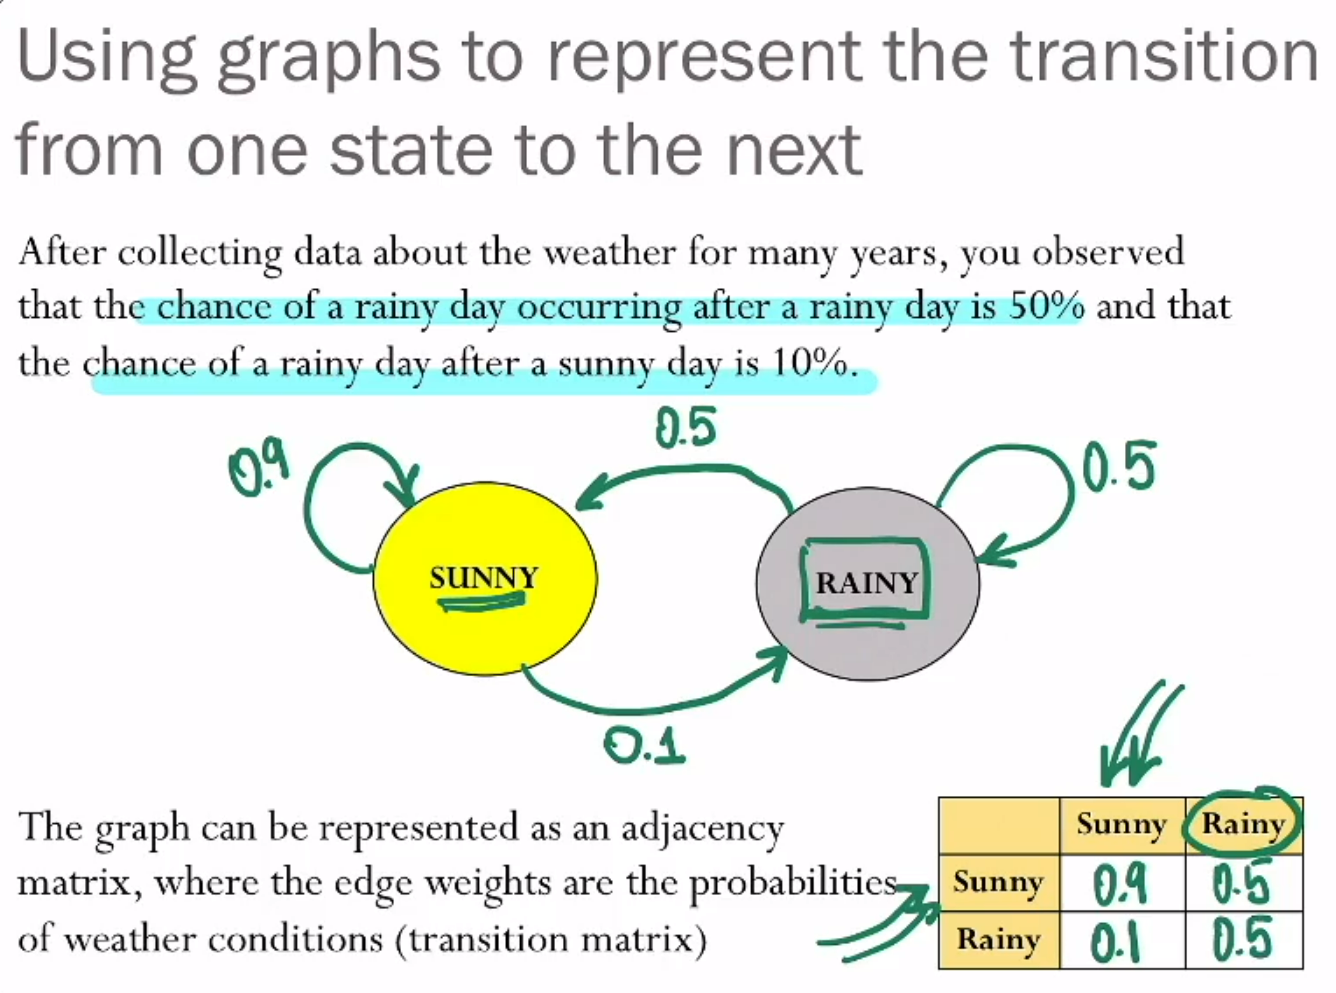 Using graphs to represent the transition
from one state to the next
After collecting data about the weather for many years, you observed
that the chance of a rainy day occurring after a rainy day is 50% and that
the chance of a rainy day after a sunny day is 10%.
0.5
0.9
0.5
SUNNY
RAINY
0.1
The graph can be represented as an adjacency
matrix, where the edge weights are the probabilities
of weather conditions (transition matrix)
Sunny Rainy
Sunny 0.9 0.5
Rainy 0.1 0.5